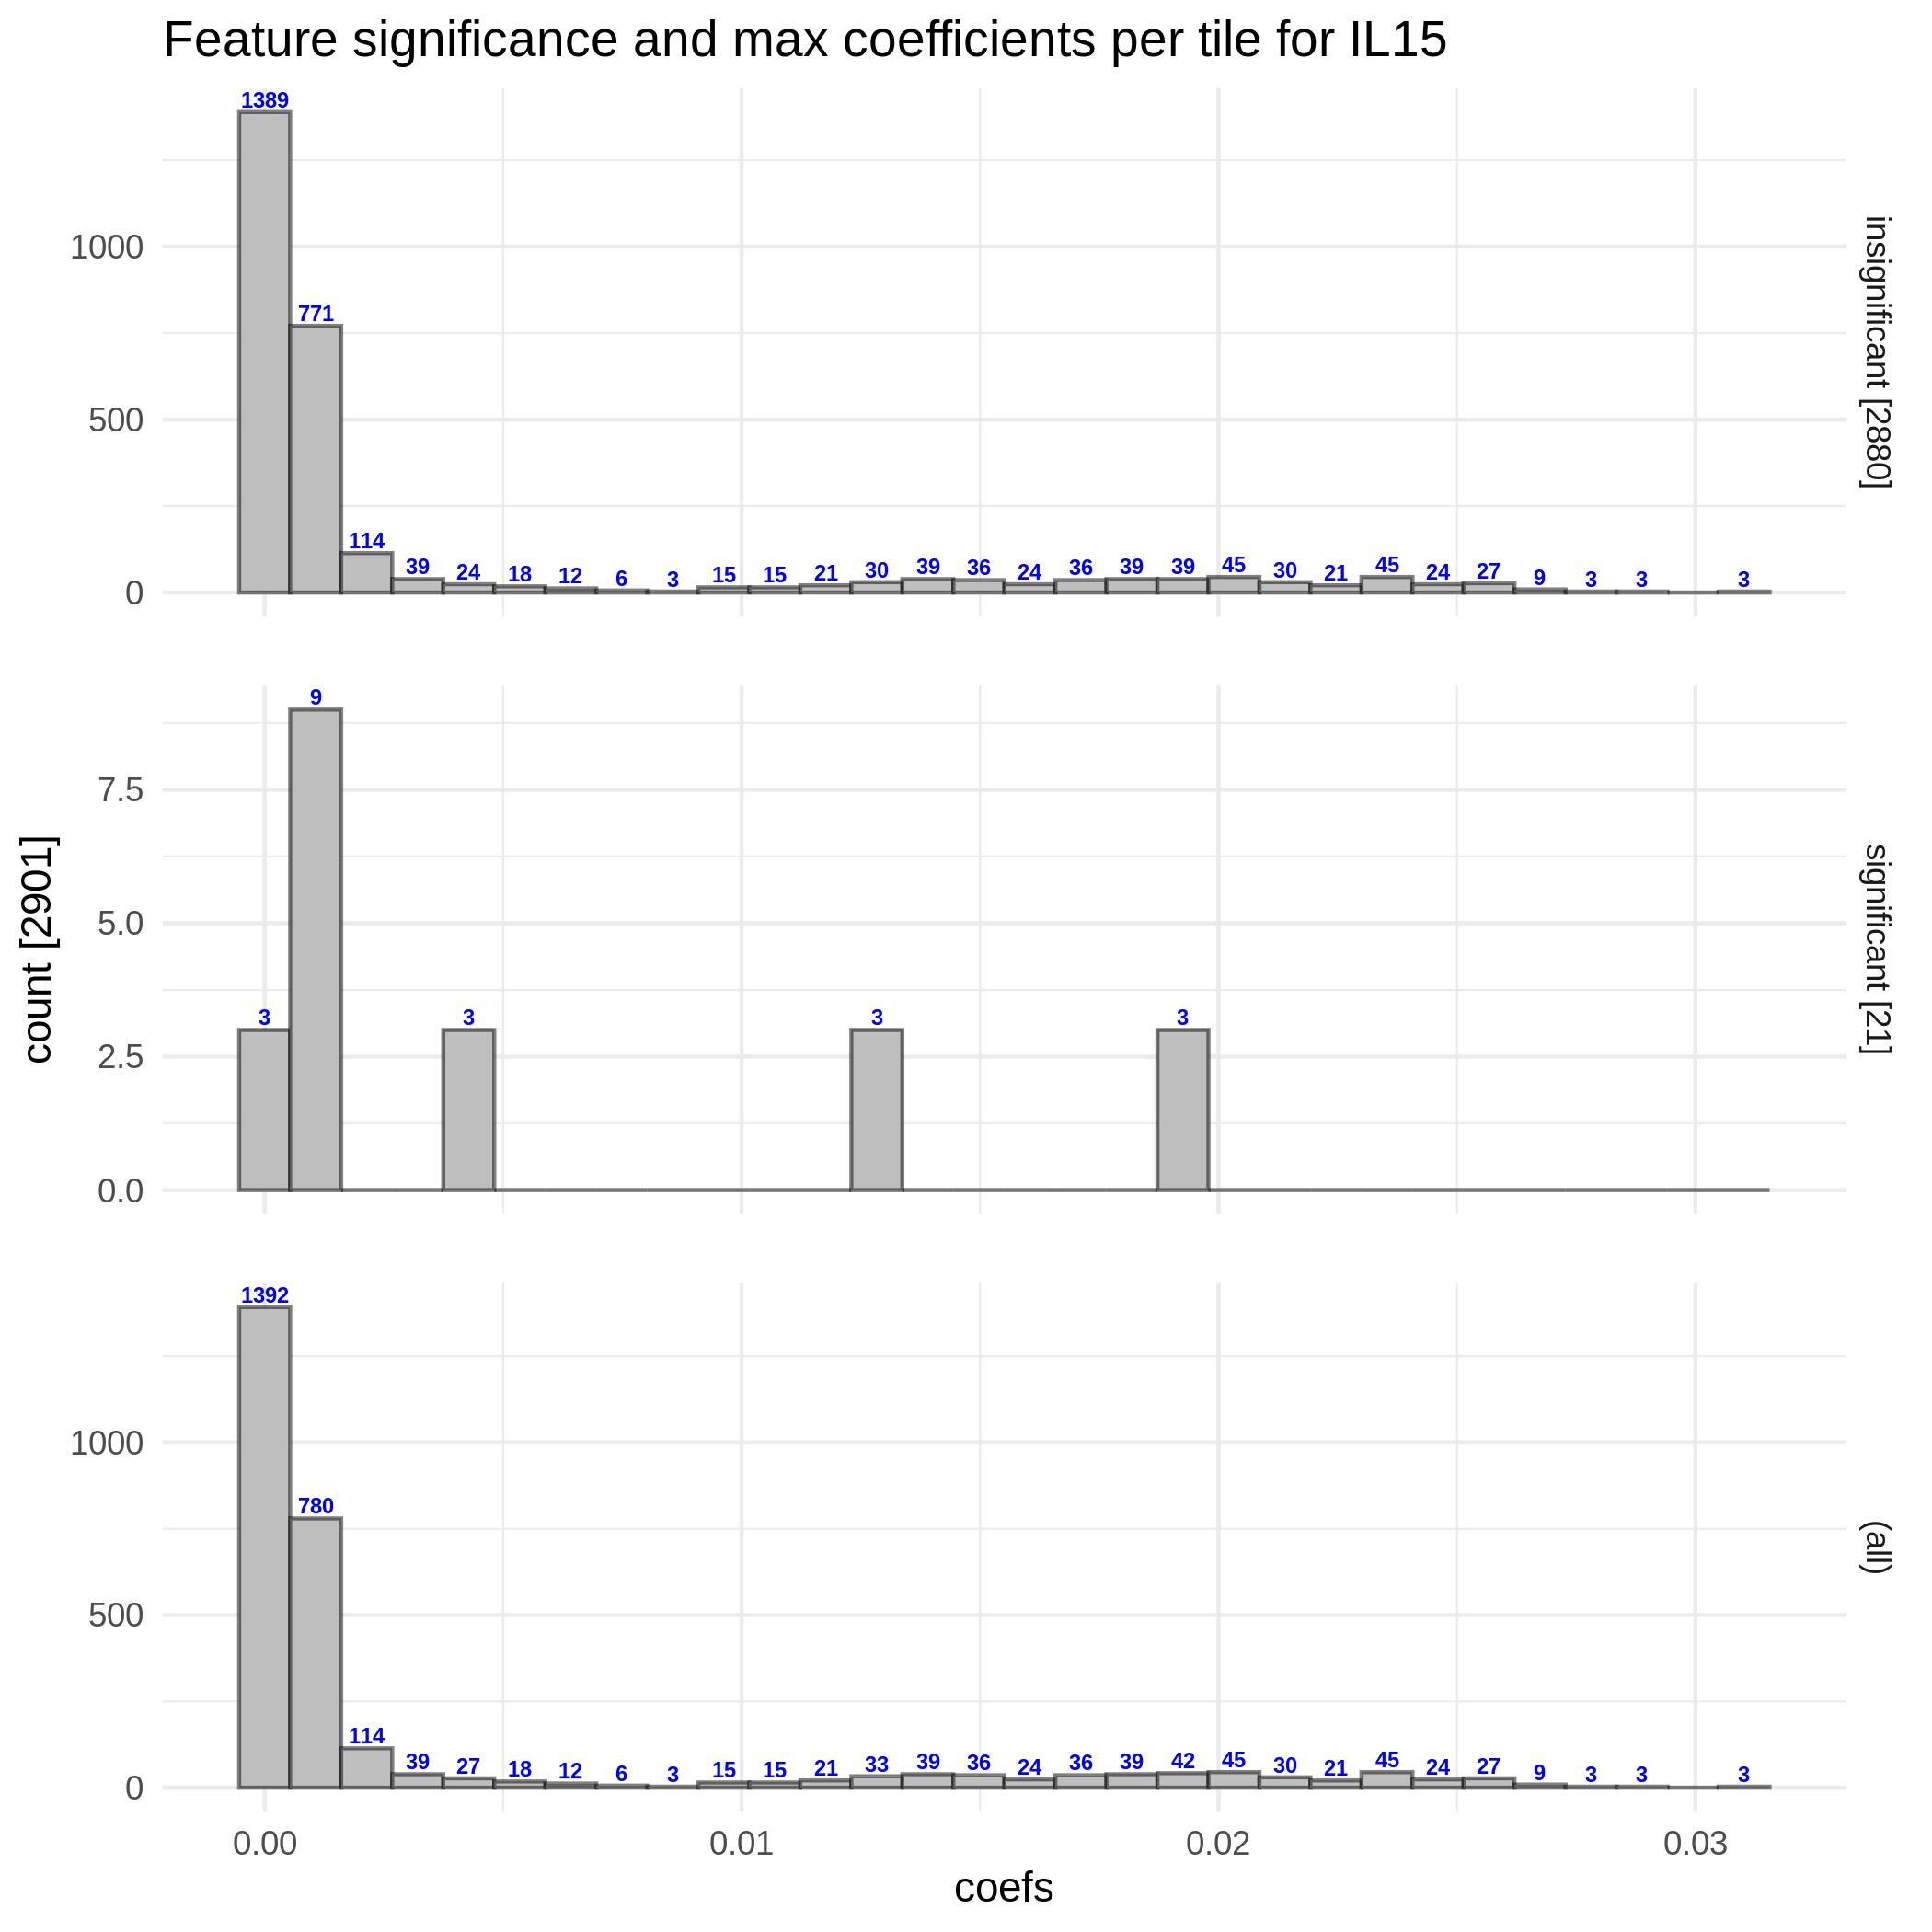 Feature significance and max coefficients per tile for IL15
1389
771
114 39 24 18 12 6 3 15 15 21 30 39 36 24 36 39 39 45 30 21 45 24 27 9 3 3 3
1000
500
0
insignificant [2880]
3 9 3 3 3
7.5
5.0
2.5
0.0
significant [21]
count [2901]
1392
780
114 39 27 18 12 6 3 15 15 21 33 39 36 24 36 39 42 45 30 21 45 24 27 9 3 3 3
1000
500
0
(all)
0.00 0.01 0.02 0.03
coefs